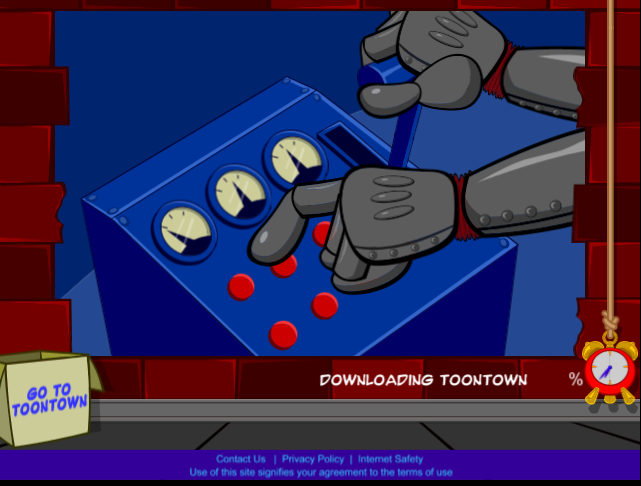 DOWNLOADING TOONTOWN %
GO TO
TOONTOWN
Contact Us | Privacy Policy | Internet Safety
Use of this site signifies your agreement to the terms of use